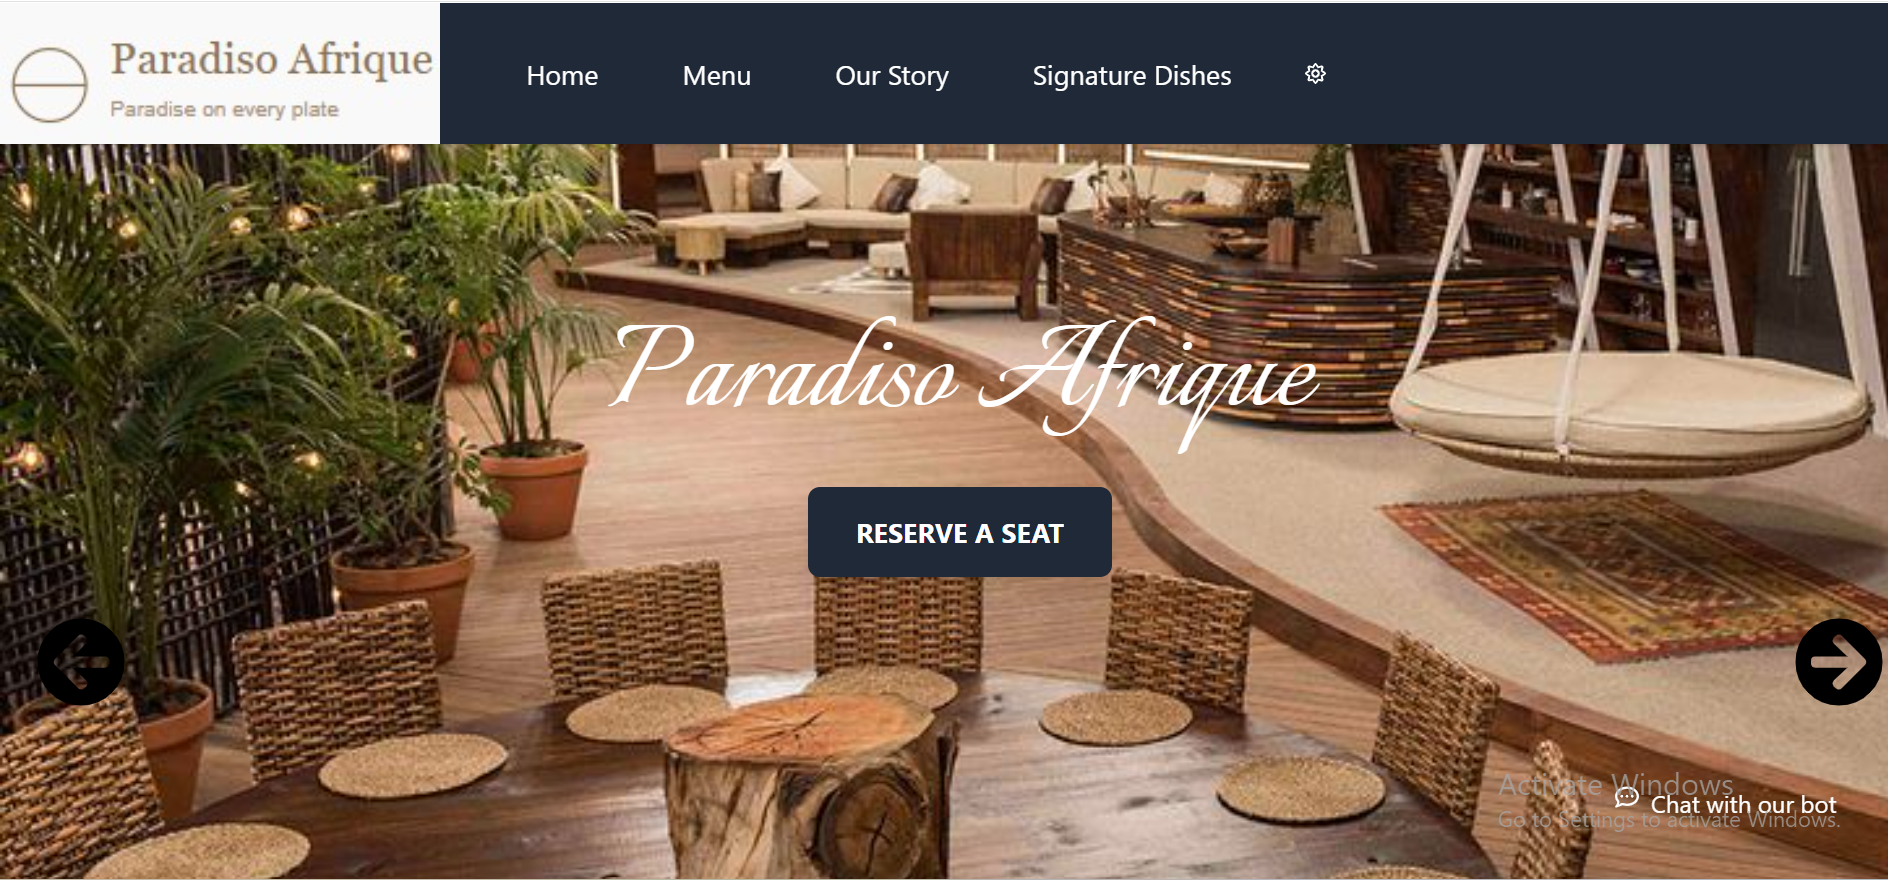 Paradiso Afrique
Paradise on every plate
Home Menu Our Story Signature Dishes
Paradiso Afrique
RESERVE A SEAT
Activate Windows
Chat with our bot
Go to Settings to activate Windows.